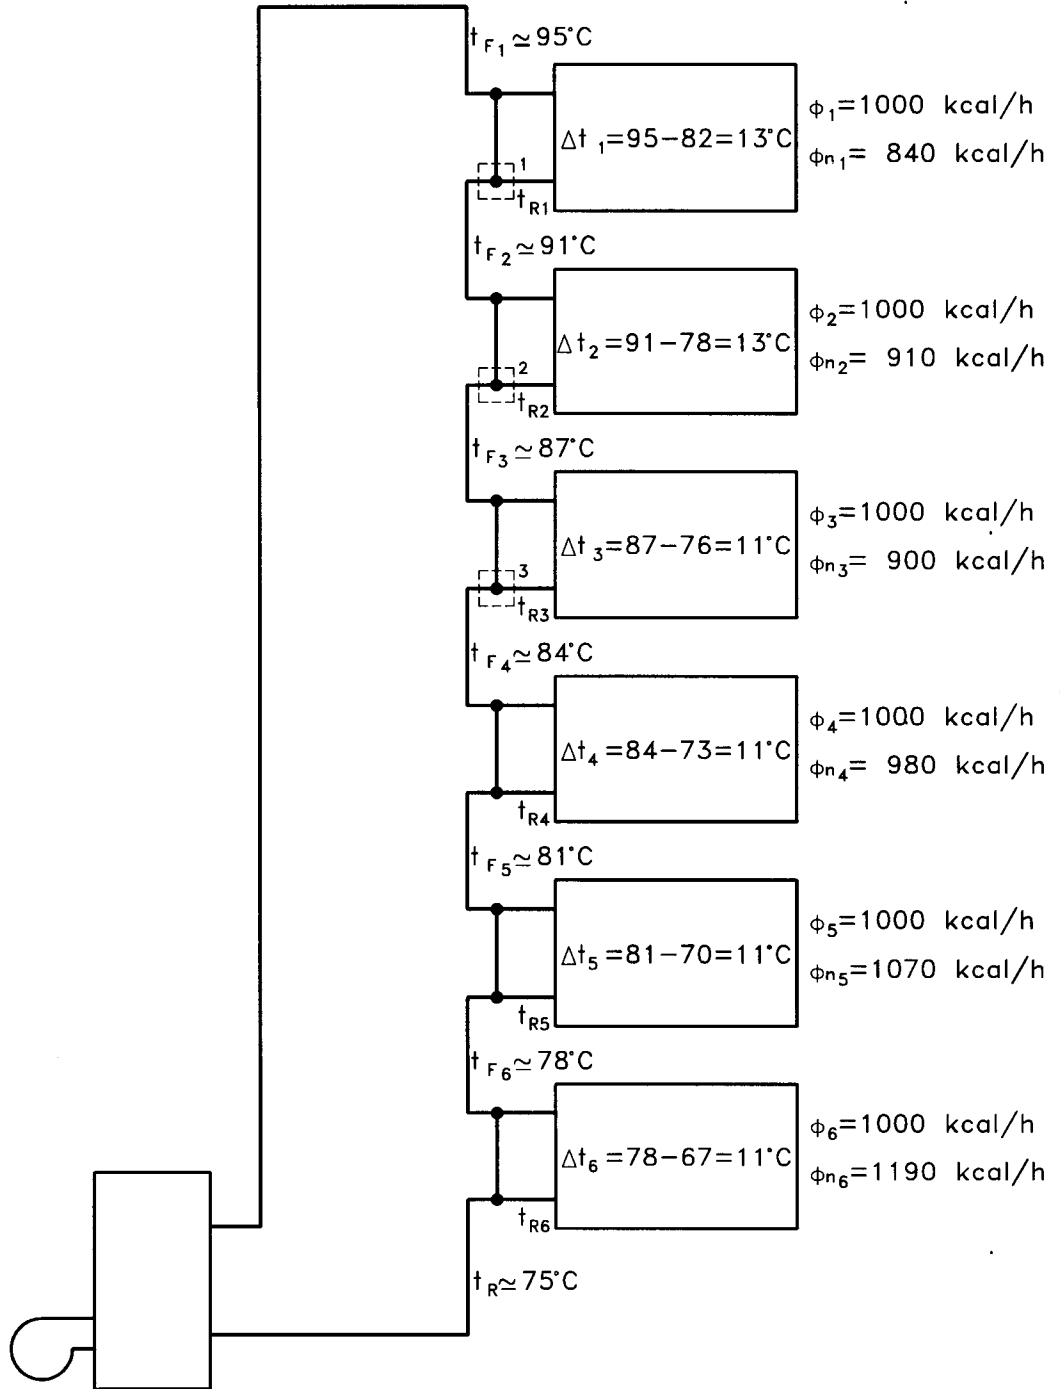 t F1 ≃ 95°C
Δt 1=95−82=13°C
ϕ1=1000 kcal/h
ϕn1= 840 kcal/h
1
tR1
t F2 ≃ 91°C
Δt2=91−78=13°C
ϕ2=1000 kcal/h
ϕn2= 910 kcal/h
2
tR2
t F3 ≃ 87°C
Δt 3=87−76=11°C
ϕ3=1000 kcal/h
ϕn3= 900 kcal/h
3
tR3
t F4 ≃ 84°C
Δt4=84−73=11°C
ϕ4=1000 kcal/h
ϕn4= 980 kcal/h
tR4
t F5 ≃ 81°C
Δt5=81−70=11°C
ϕ5=1000 kcal/h
ϕn5=1070 kcal/h
tR5
t F6 ≃ 78°C
Δt6=78−67=11°C
ϕ6=1000 kcal/h
ϕn6=1190 kcal/h
tR6
tR ≃ 75°C